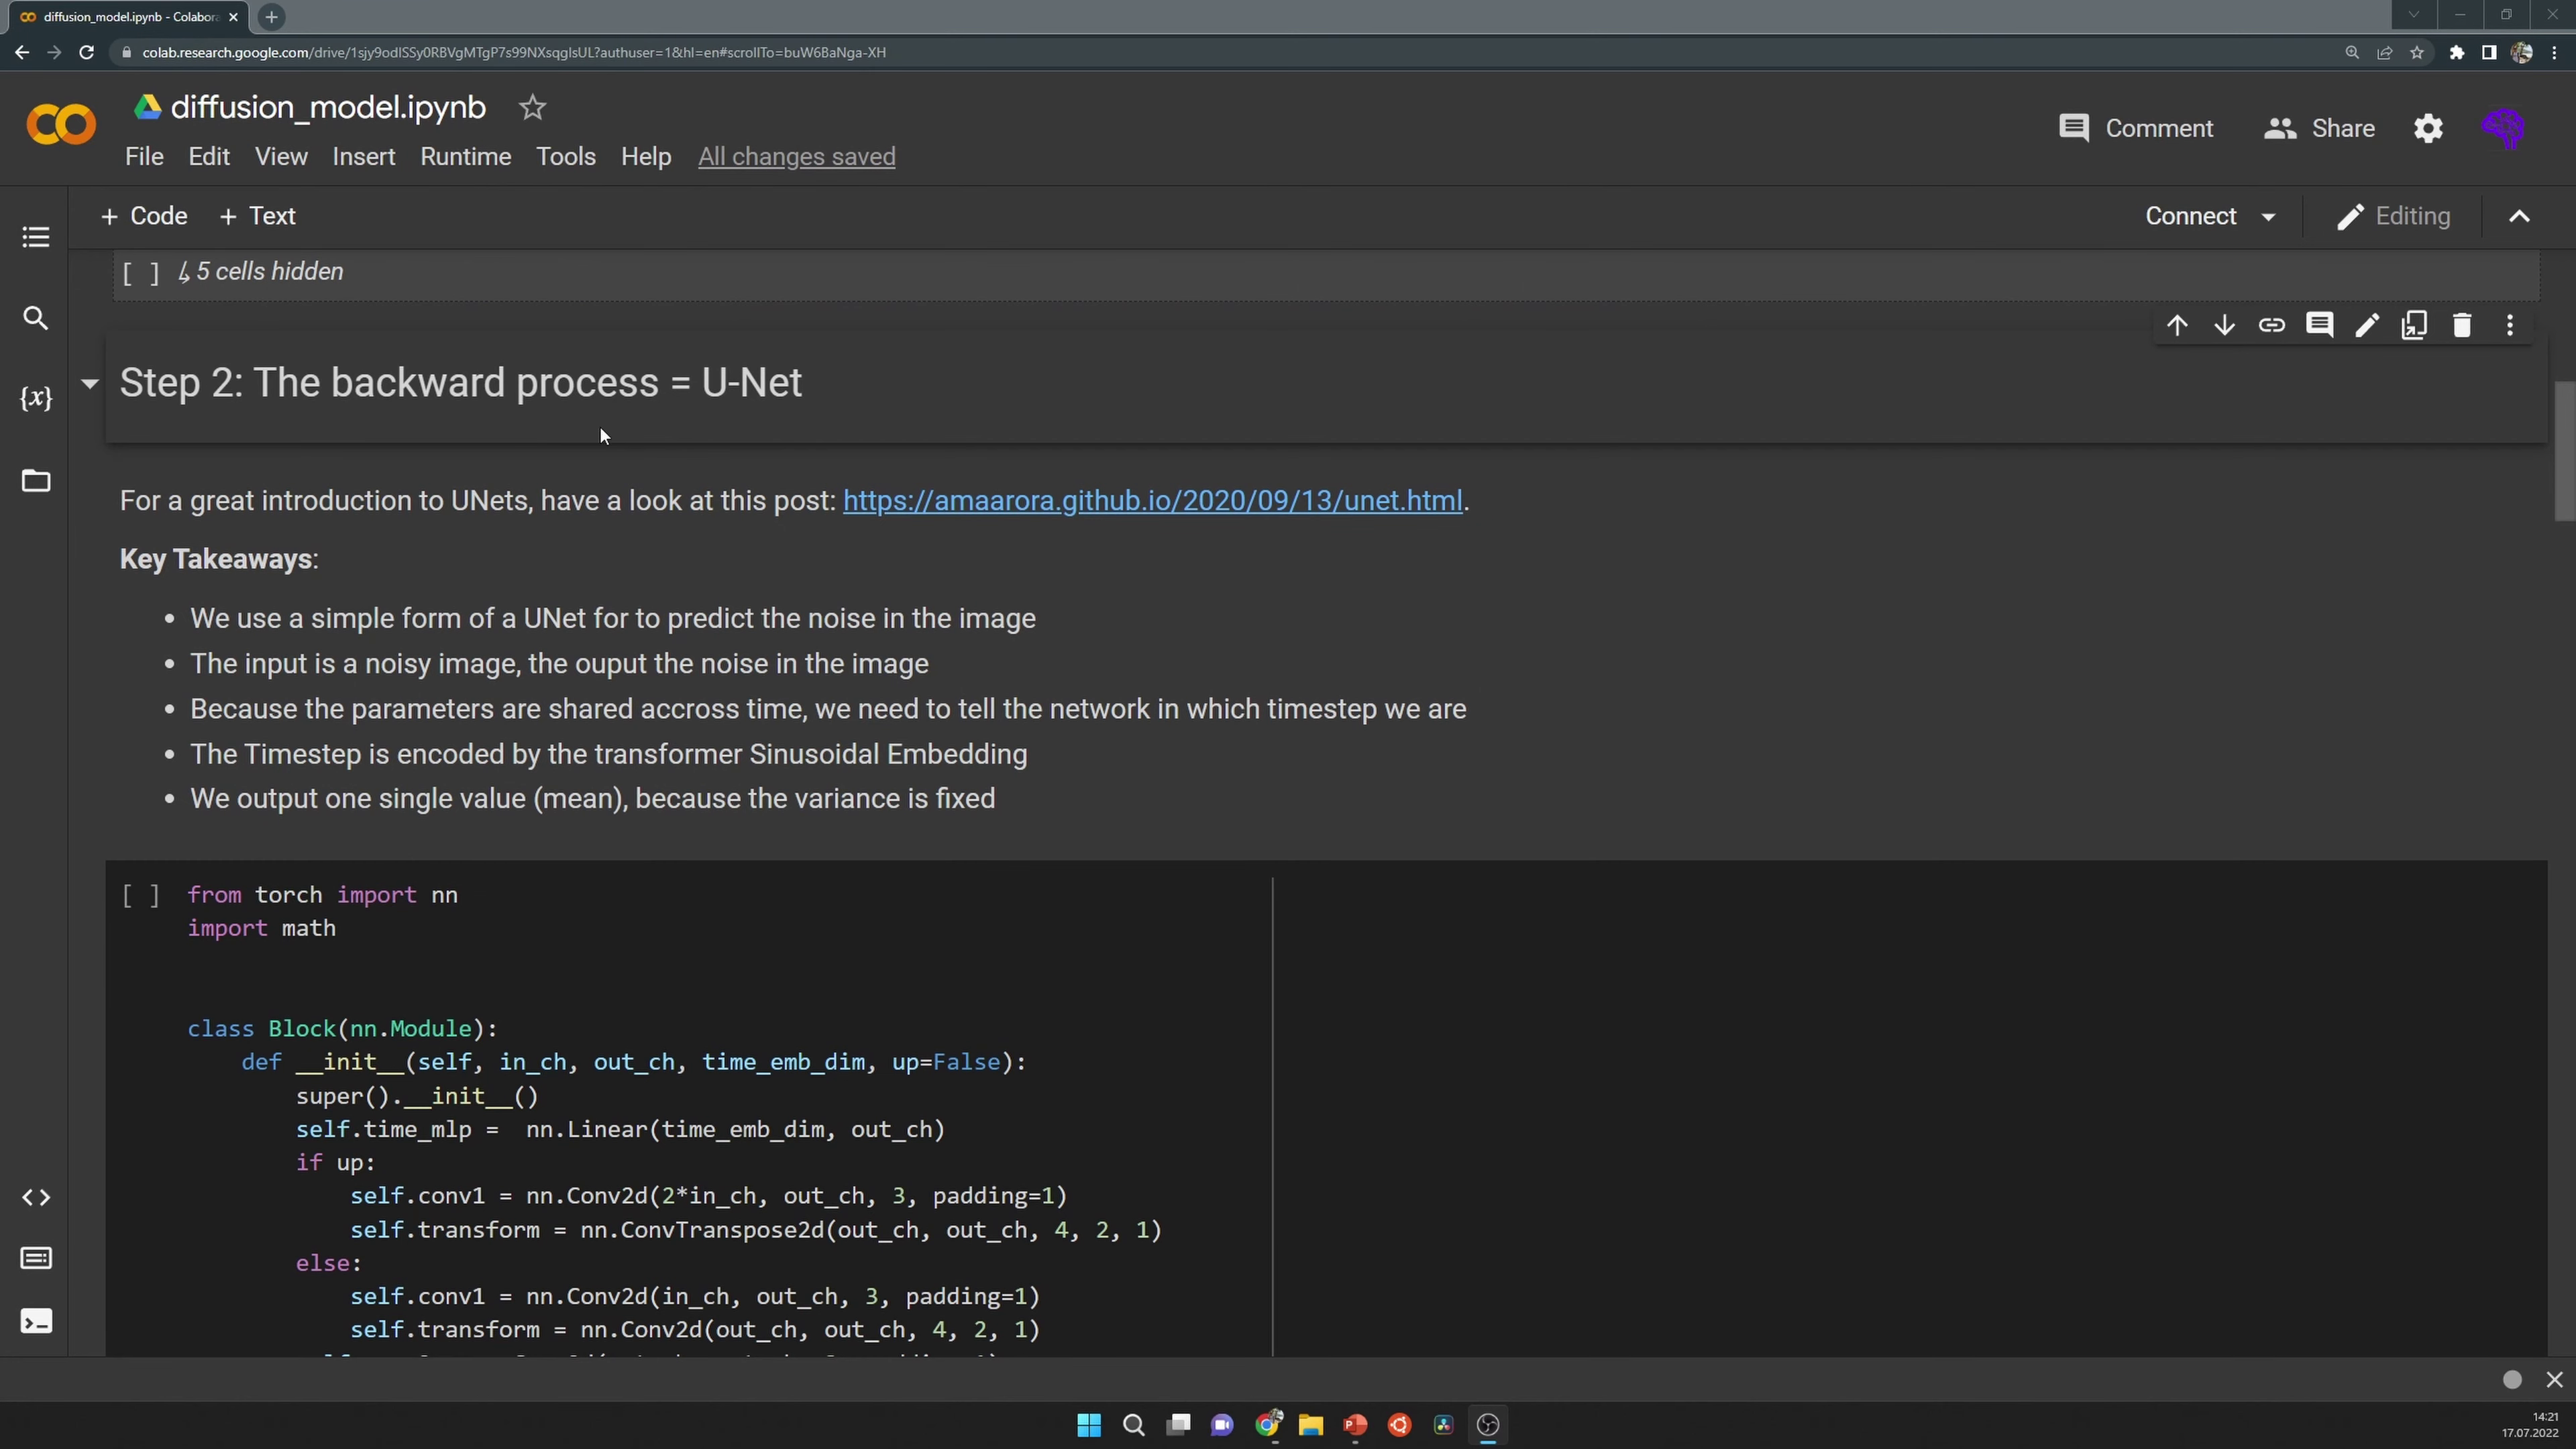 diffusion_model.ipynb - Colabora
colab.research.google.com/drive/1sjy9odlSSy0RBVgMTgP7s99NXsqglsUL?authuser=1&hl=en#scrollTo=buW6BaNga-XH
diffusion_model.ipynb
Comment
Share
File Edit View Insert Runtime Tools Help All changes saved
+ Code + Text
Connect
Editing
[ ] 5 cells hidden
Step 2: The backward process = U-Net
For a great introduction to UNets, have a look at this post: https://amaarora.github.io/2020/09/13/unet.html.
Key Takeaways:
• We use a simple form of a UNet for to predict the noise in the image
• The input is a noisy image, the ouput the noise in the image
• Because the parameters are shared accross time, we need to tell the network in which timestep we are
• The Timestep is encoded by the transformer Sinusoidal Embedding
• We output one single value (mean), because the variance is fixed
[ ] from torch import nn
import math
class Block(nn.Module):
def __init__(self, in_ch, out_ch, time_emb_dim, up=False):
super().__init__()
self.time_mlp =  nn.Linear(time_emb_dim, out_ch)
if up:
self.conv1 = nn.Conv2d(2*in_ch, out_ch, 3, padding=1)
self.transform = nn.ConvTranspose2d(out_ch, out_ch, 4, 2, 1)
else:
self.conv1 = nn.Conv2d(in_ch, out_ch, 3, padding=1)
self.transform = nn.Conv2d(out_ch, out_ch, 4, 2, 1)
14:21
17.07.2022